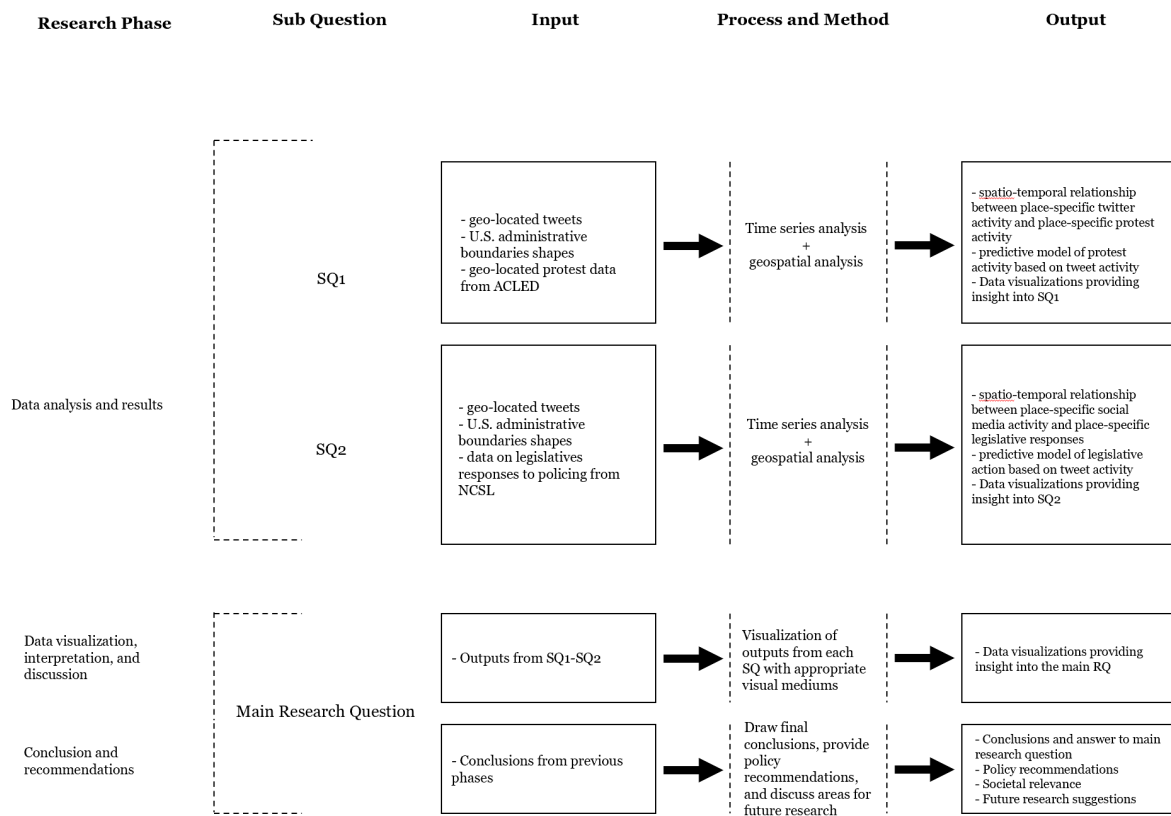 Research Phase
Sub Question
Input
Process and Method
Output
Data analysis and results
SQ1
- geo-located tweets
- U.S. administrative
boundaries shapes
- geo-located protest data
from ACLED
Time series analysis
+
geospatial analysis
- spatio-temporal relationship
between place-specific twitter
activity and place-specific protest
activity
- predictive model of protest
activity based on tweet activity
- Data visualizations providing
insight into SQ1
SQ2
- geo-located tweets
- U.S. administrative
boundaries shapes
- data on legislatives
responses to policing from
NCSL
Time series analysis
+
geospatial analysis
- spatio-temporal relationship
between place-specific social
media activity and place-specific
legislative responses
- predictive model of legislative
action based on tweet activity
- Data visualizations providing
insight into SQ2
Data visualization,
interpretation, and
discussion
Main Research Question
- Outputs from SQ1-SQ2
Visualization of
outputs from each
SQ with appropriate
visual mediums
- Data visualizations providing
insight into the main RQ
Conclusion and
recommendations
- Conclusions from previous
phases
Draw final
conclusions, provide
policy
recommendations,
and discuss areas for
future research
- Conclusions and answer to main
research question
- Policy recommendations
- Societal relevance
- Future research suggestions